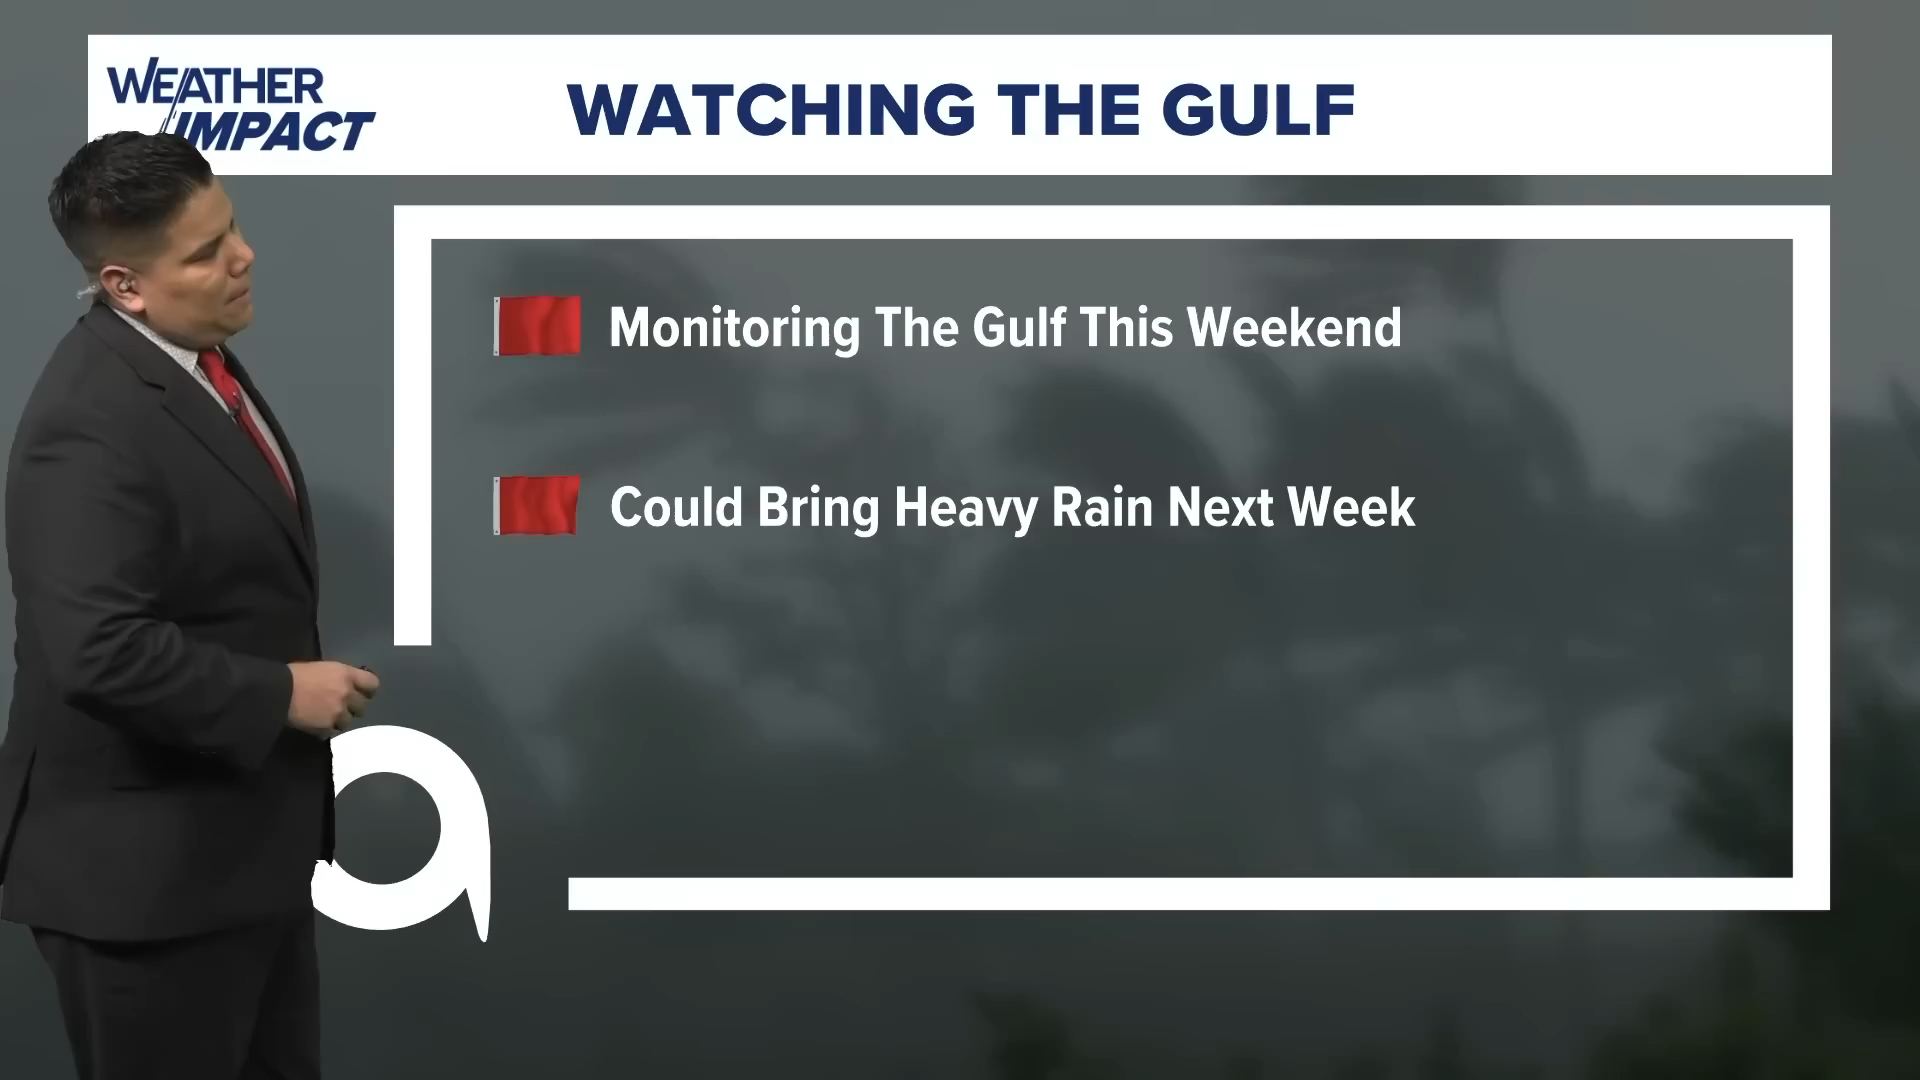 WEATHER
IMPACT
WATCHING THE GULF
Monitoring The Gulf This Weekend
Could Bring Heavy Rain Next Week